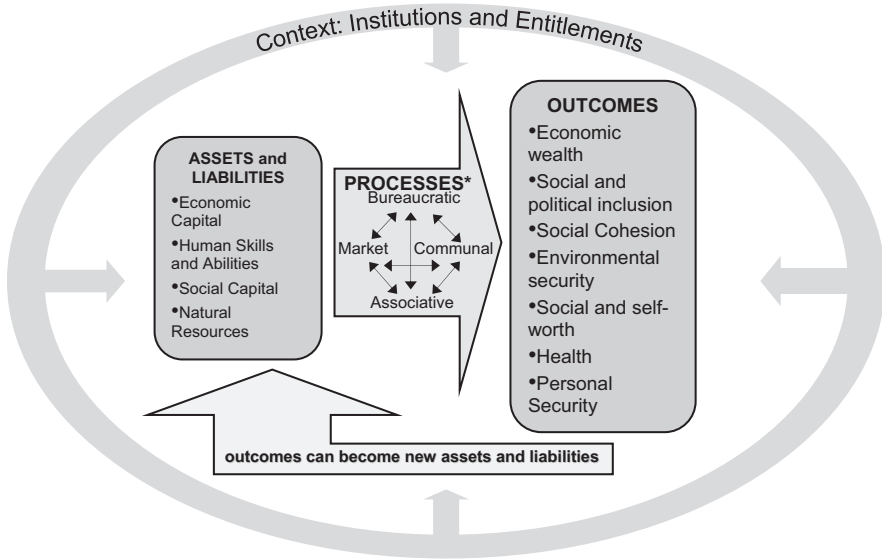 Context: Institutions and Entitlements
ASSETS and
LIABILITIES
•Economic
Capital
•Human Skills
and Abilities
•Social Capital
•Natural
Resources
PROCESSES*
Bureaucratic
Market Communal
Associative
OUTCOMES
•Economic
wealth
•Social and
political inclusion
•Social Cohesion
•Environmental
security
•Social and self-
worth
•Health
•Personal
Security
outcomes can become new assets and liabilities